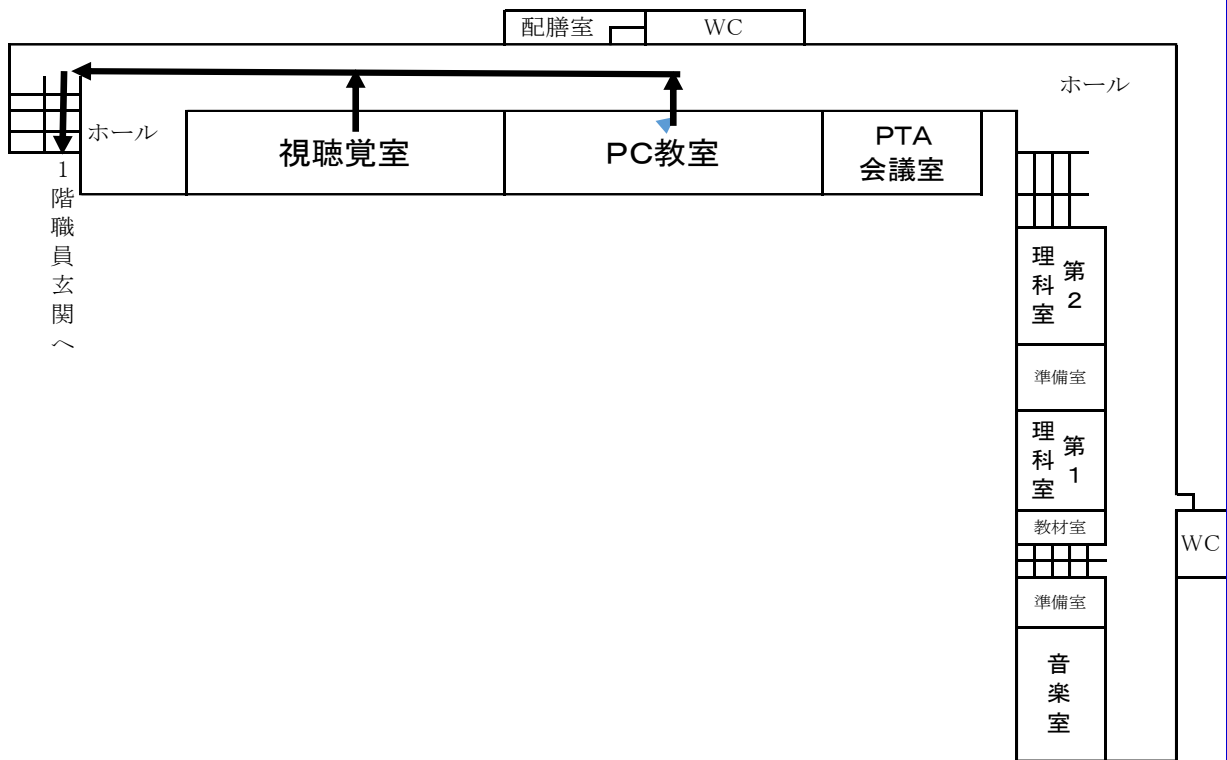 配膳室
WC
ホール
ホール
視聴覚室
PC教室
PTA
会議室
1階職員玄関へ
第2
理科室
準備室
第1
理科室
教材室
WC
準備室
音楽室